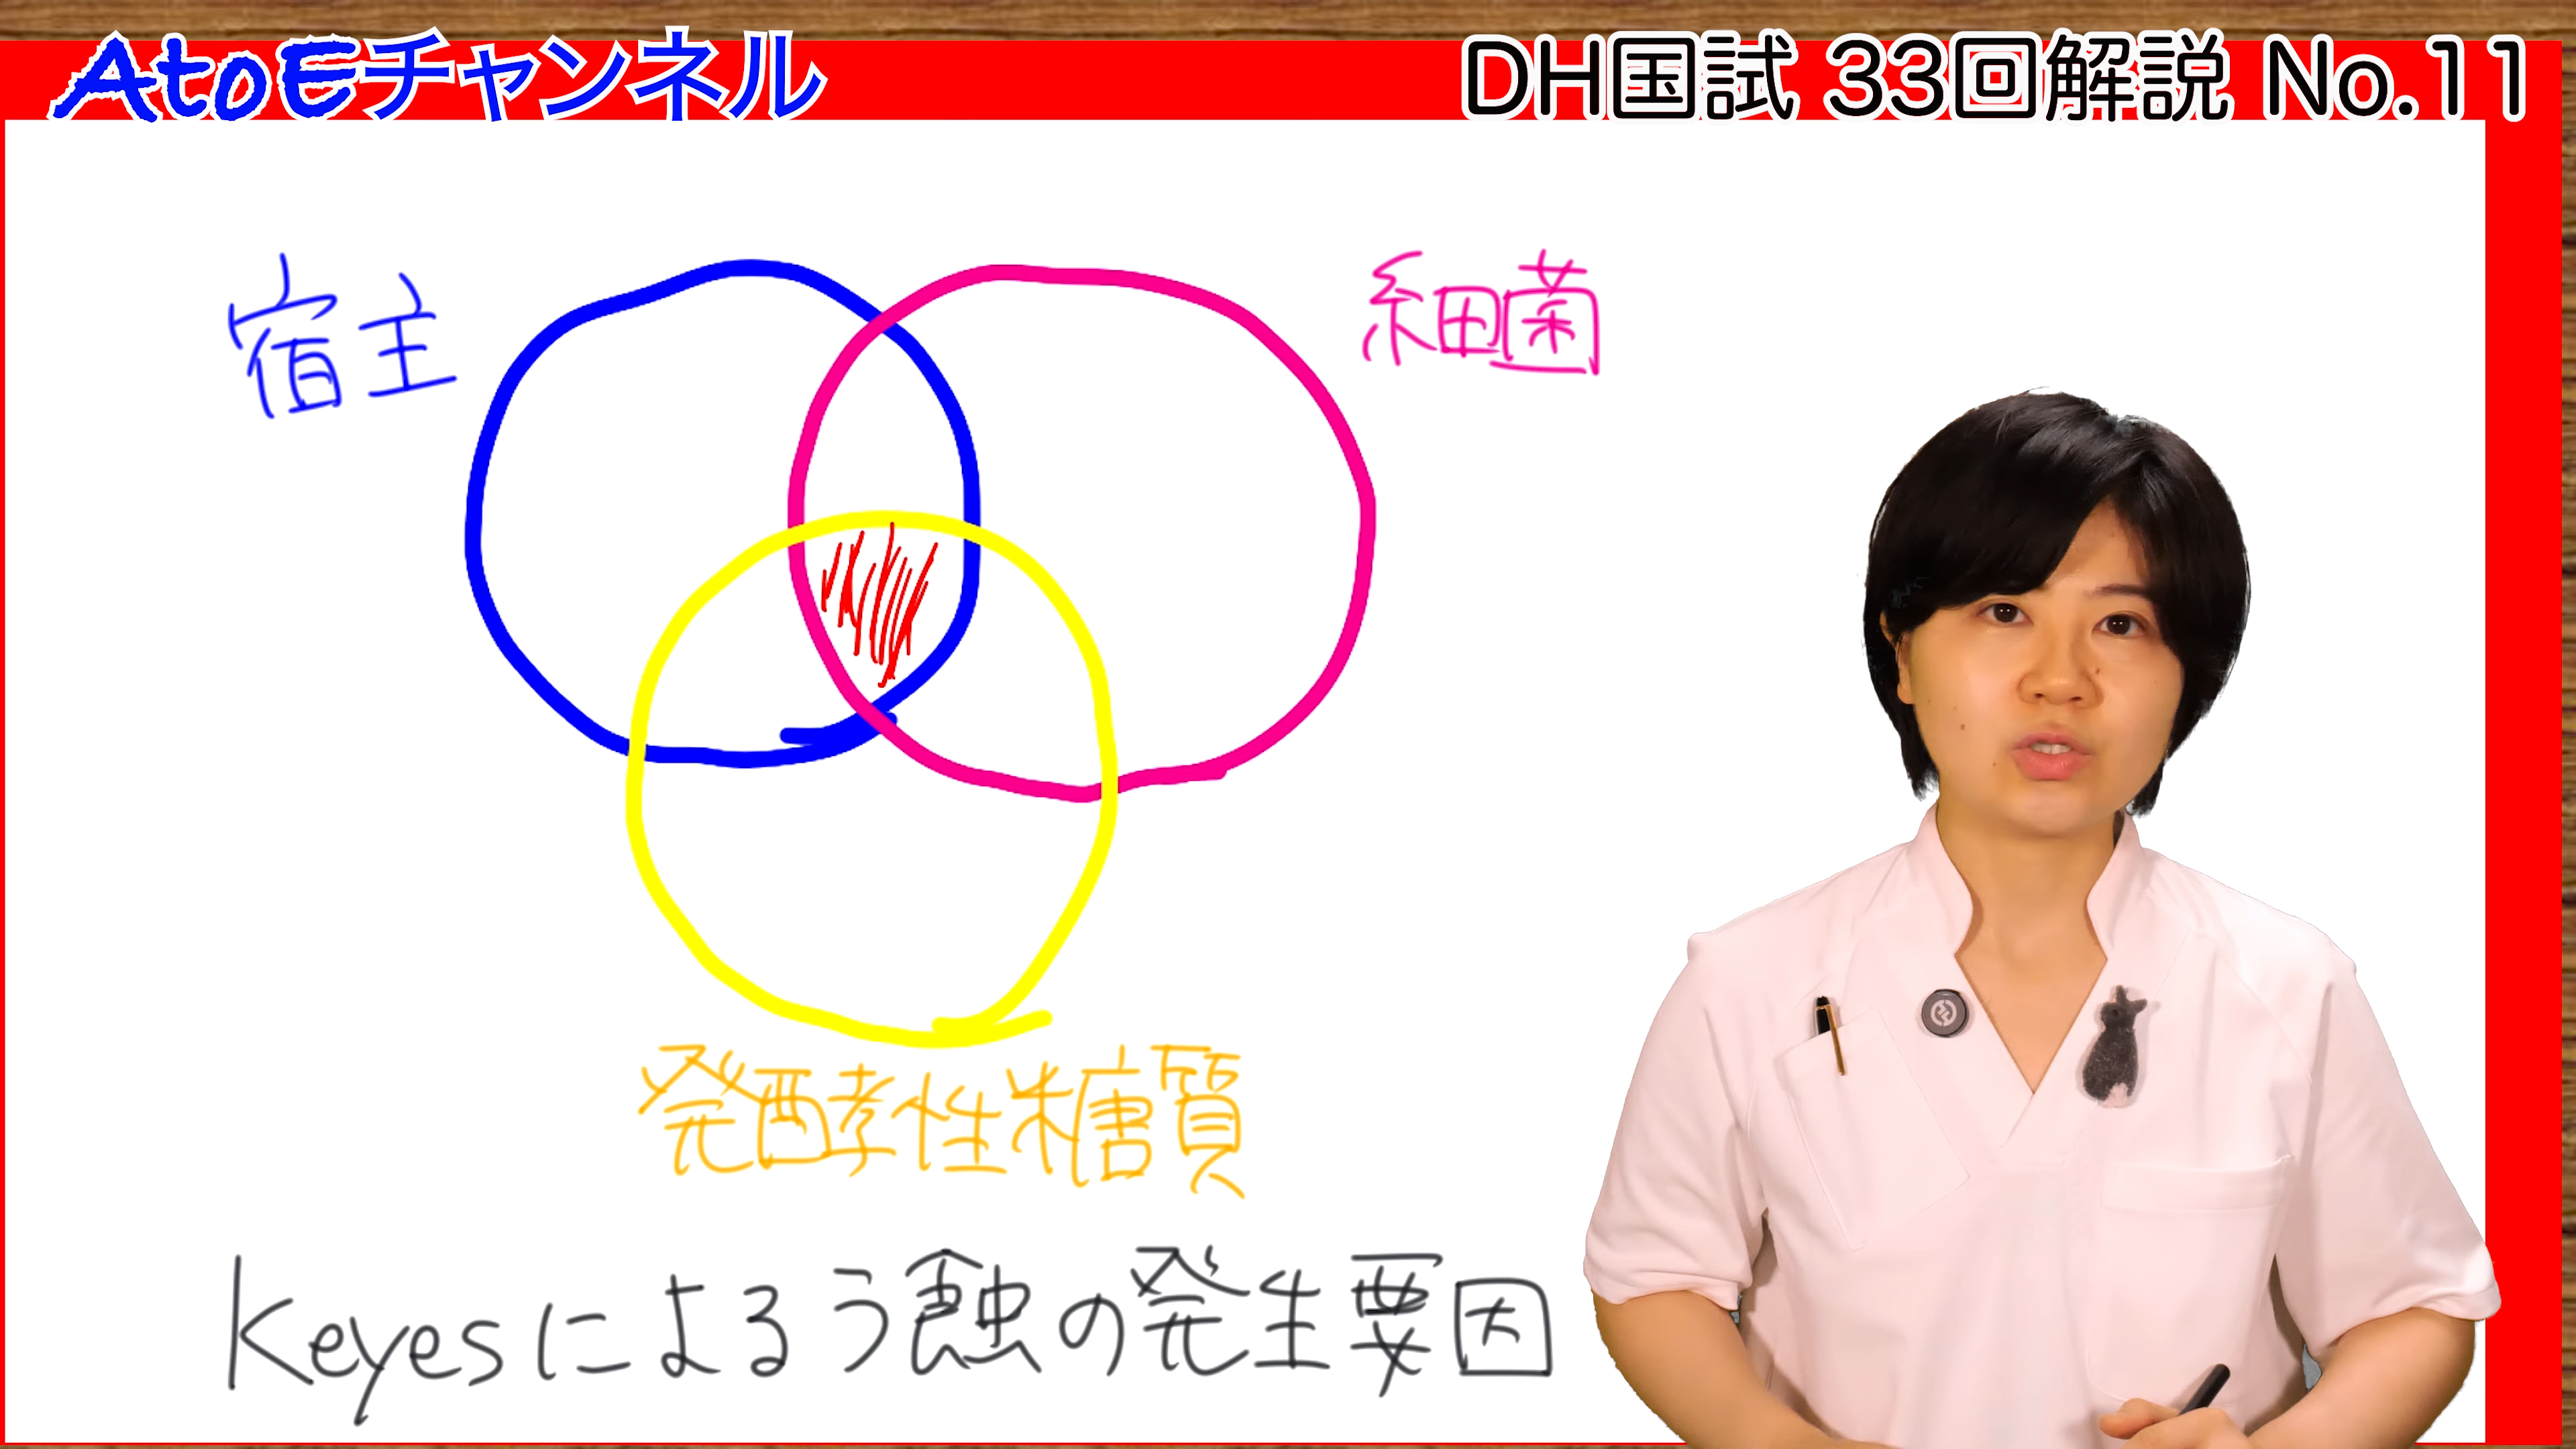 AtoEチャンネル
DH国試 33回解説 No.11
宿主
細菌
発酵性糖質
Keyesによるう蝕の発生要因